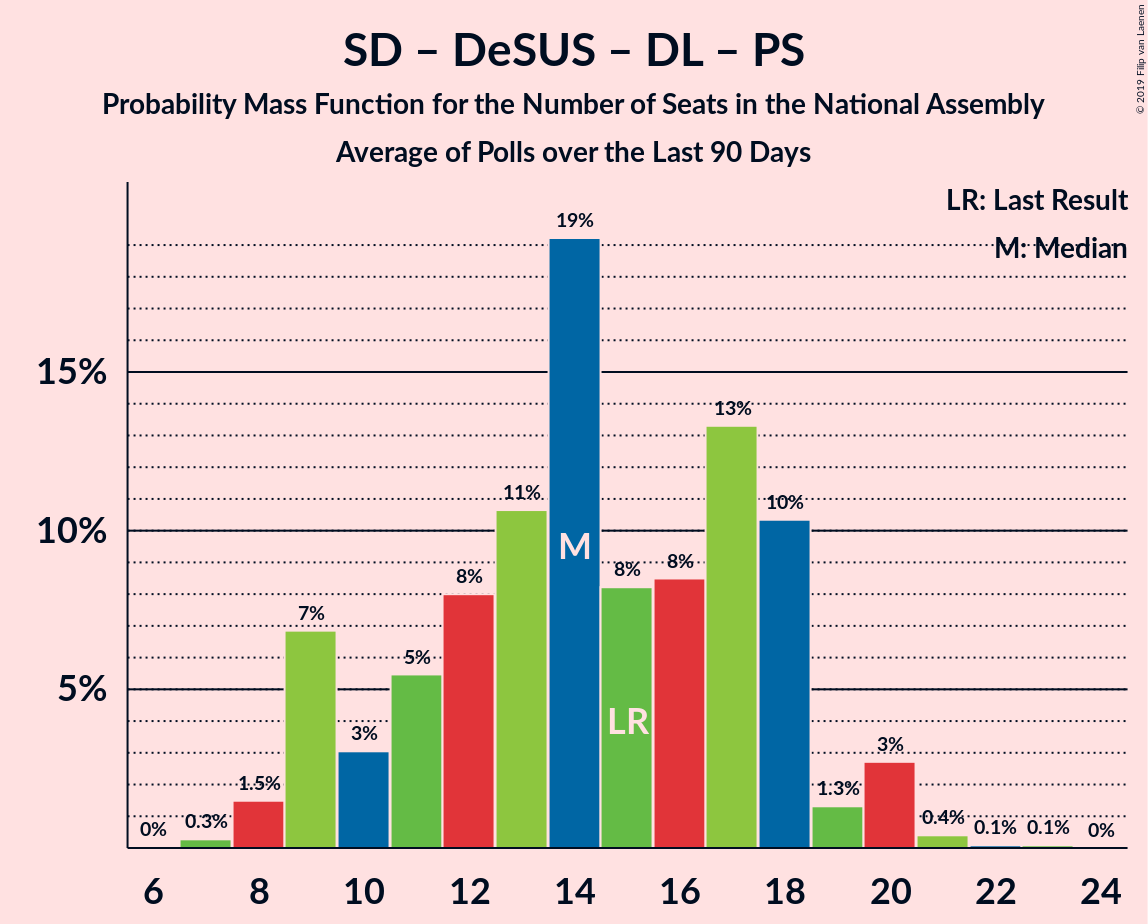 SD – DeSUS – DL – PS
Probability Mass Function for the Number of Seats in the National Assembly
Average of Polls over the Last 90 Days
© 2019 Filip van Laenen
LR: Last Result
M: Median
15%
10%
5%
0%
0.3%
1.5%
7%
3%
5%
8%
11%
19%
8%
8%
13%
10%
1.3%
3%
0.4%
0.1%
0.1%
0%
M
LR
6 8 10 12 14 16 18 20 22 24